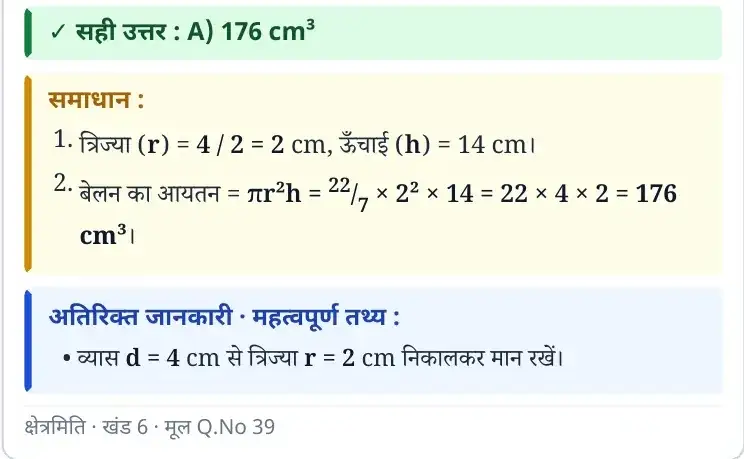 ✓ सही उत्तर : A) 176 cm³
समाधान :
1. त्रिज्या (r) = 4 / 2 = 2 cm, ऊँचाई (h) = 14 cm।
2. बेलन का आयतन = πr²h = ²²/₇ × 2² × 14 = 22 × 4 × 2 = 176
cm³।
अतिरिक्त जानकारी · महत्वपूर्ण तथ्य :
• व्यास d = 4 cm से त्रिज्या r = 2 cm निकालकर मान रखें।
क्षेत्रमिति · खंड 6 · मूल Q.No 39